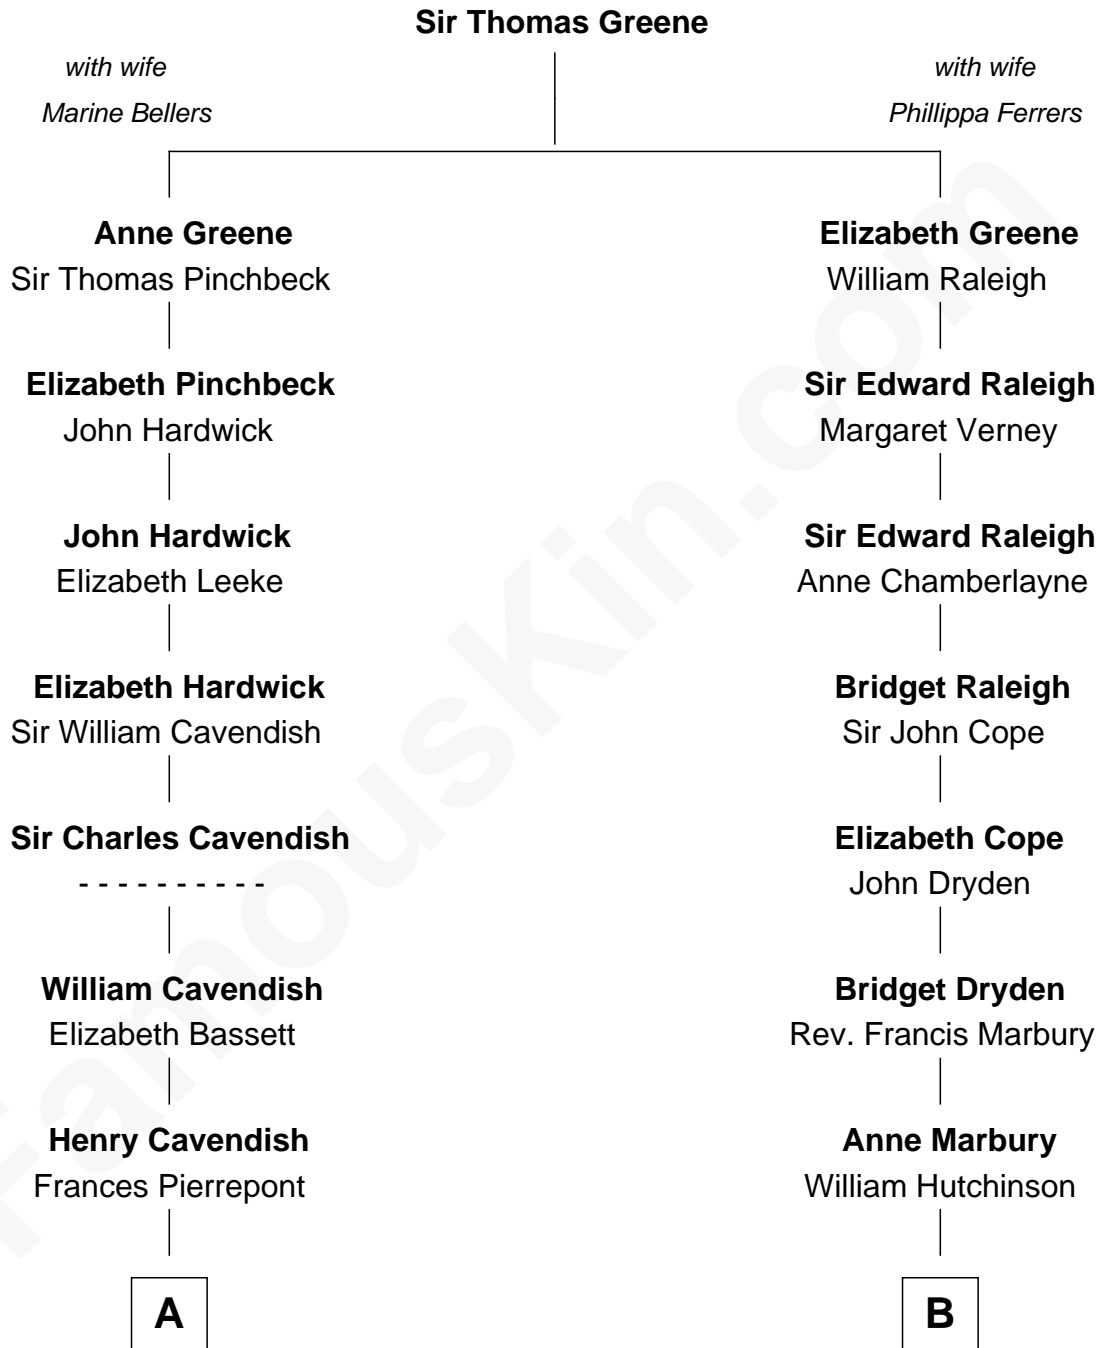 Sir Thomas Greene
with wife
Marine Bellers
with wife
Phillippa Ferrers
Anne Greene
Sir Thomas Pinchbeck
Elizabeth Greene
William Raleigh
Elizabeth Pinchbeck
John Hardwick
Sir Edward Raleigh
Margaret Verney
John Hardwick
Elizabeth Leeke
Sir Edward Raleigh
Anne Chamberlayne
Elizabeth Hardwick
Sir William Cavendish
Bridget Raleigh
Sir John Cope
Sir Charles Cavendish
- - - - - - - - - -
Elizabeth Cope
John Dryden
William Cavendish
Elizabeth Bassett
Bridget Dryden
Rev. Francis Marbury
Henry Cavendish
Frances Pierrepont
Anne Marbury
William Hutchinson
A
B
FamousKin.com